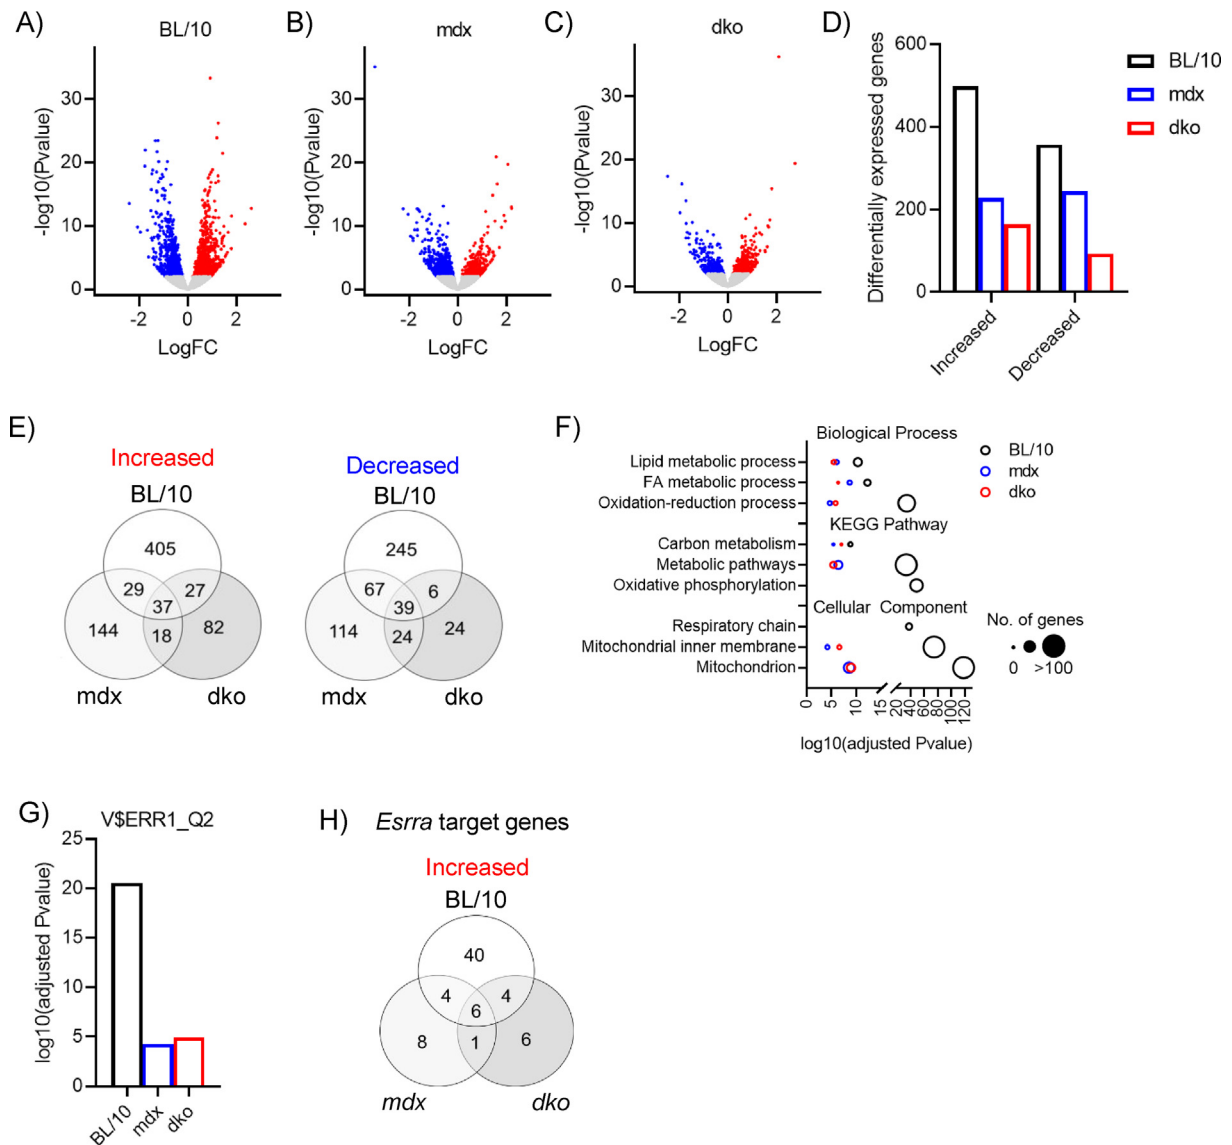 A)
BL/10
-log10(Pvalue)
30
20
10
0
-2
0
2
LogFC
B)
mdx
-log10(Pvalue)
30
20
10
0
-2
0
2
LogFC
C)
dko
-log10(Pvalue)
30
20
10
0
-2
0
2
LogFC
D)
Differentially expressed genes
600
400
200
0
Increased
Decreased
BL/10
mdx
dko
E)
Increased
BL/10
405
29
27
37
144
18
82
mdx
dko
Decreased
BL/10
245
67
6
39
114
24
24
mdx
dko
F)
Biological Process
Lipid metabolic process
FA metabolic process
Oxidation-reduction process
KEGG Pathway
Carbon metabolism
Metabolic pathways
Oxidative phosphorylation
Cellular Component
Respiratory chain
Mitochondrial inner membrane
Mitochondrion
0
5
10
15
20
40
60
80
100
120
log10(adjusted Pvalue)
BL/10
mdx
dko
No. of genes
0 >100
G)
V$ERR1_Q2
log10(adjusted Pvalue)
25
20
15
10
5
0
BL/10
mdx
dko
H)
Esrra target genes
Increased
BL/10
40
4
4
6
8
1
6
mdx
dko